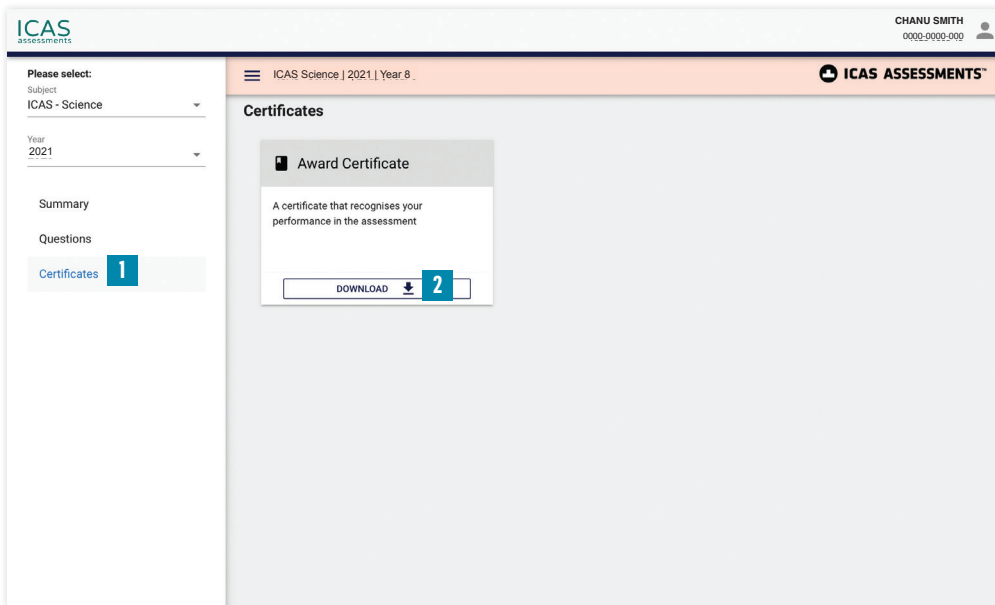 ICAS
assessments
CHANU SMITH
0000-0000-000
Please select:
Subject
ICAS - Science
Year
2021
Summary
Questions
Certificates 1
ICAS Science | 2021 | Year 8
ICAS ASSESSMENTS™
Certificates
Award Certificate
A certificate that recognises your
performance in the assessment
DOWNLOAD 2